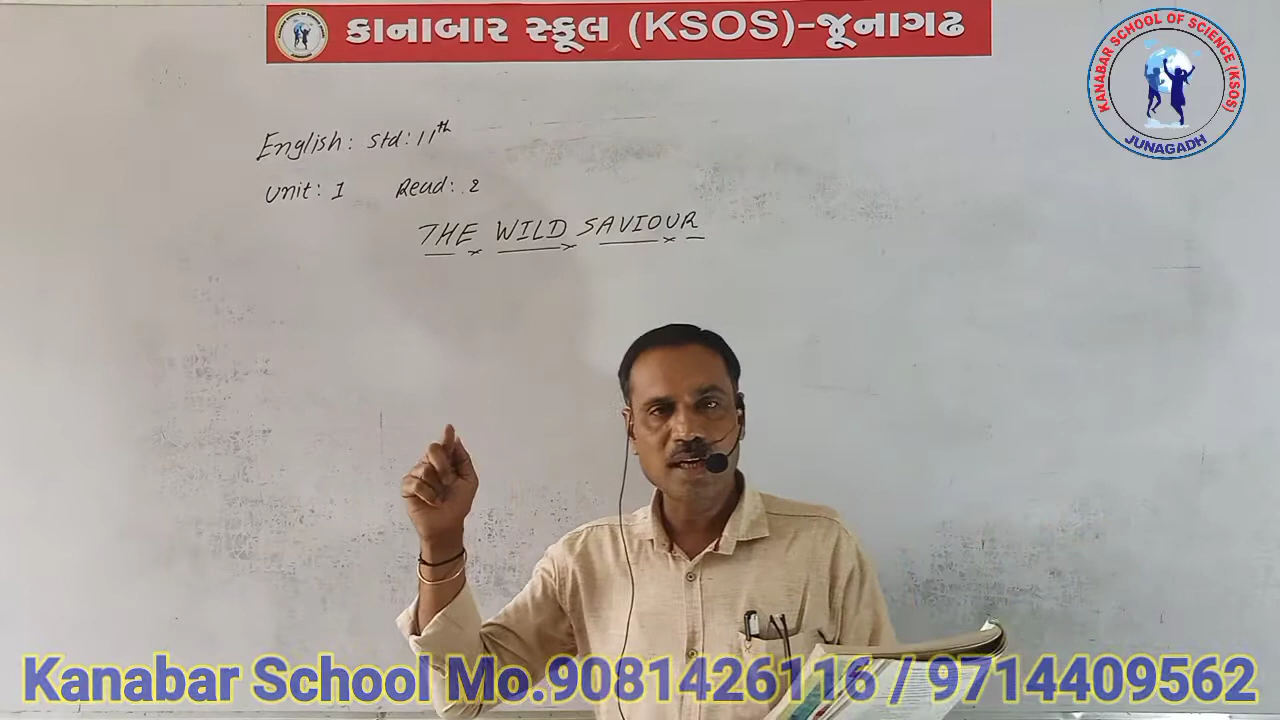 કાનાબાર સ્કૂલ (KSOS)-જૂનાગઢ
KANABAR SCHOOL OF SCIENCE (KSOS)
JUNAGADH
English: Std: 11th
Unit: 1 Read: 2
THE WILD SAVIOUR
Kanabar School Mo.9081426116 / 9714409562